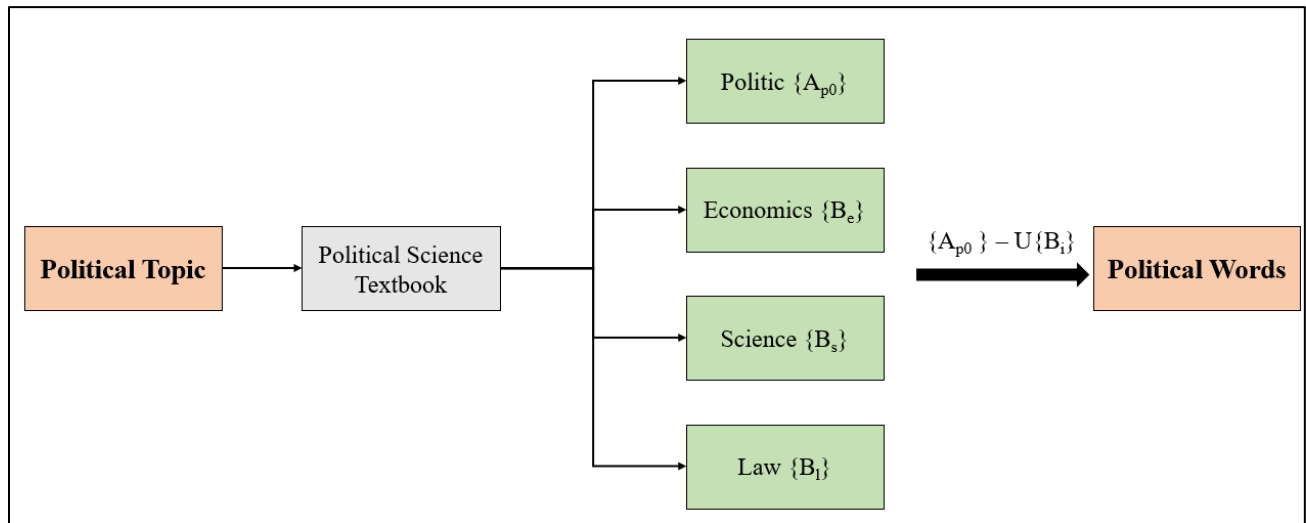 Political Topic
Political Science
Textbook
Politic {Aₚ₀}
Economics {Bₑ}
Science {Bₛ}
Law {Bₗ}
{Aₚ₀ } – U{Bᵢ}
Political Words